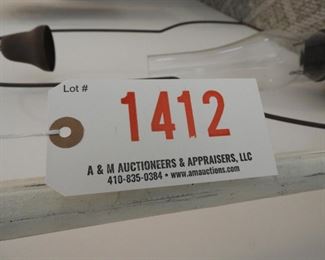 Lot #
1412
A & M AUCTIONEERS & APPRAISERS, LLC
410-835-0384 • www.amauctions.com